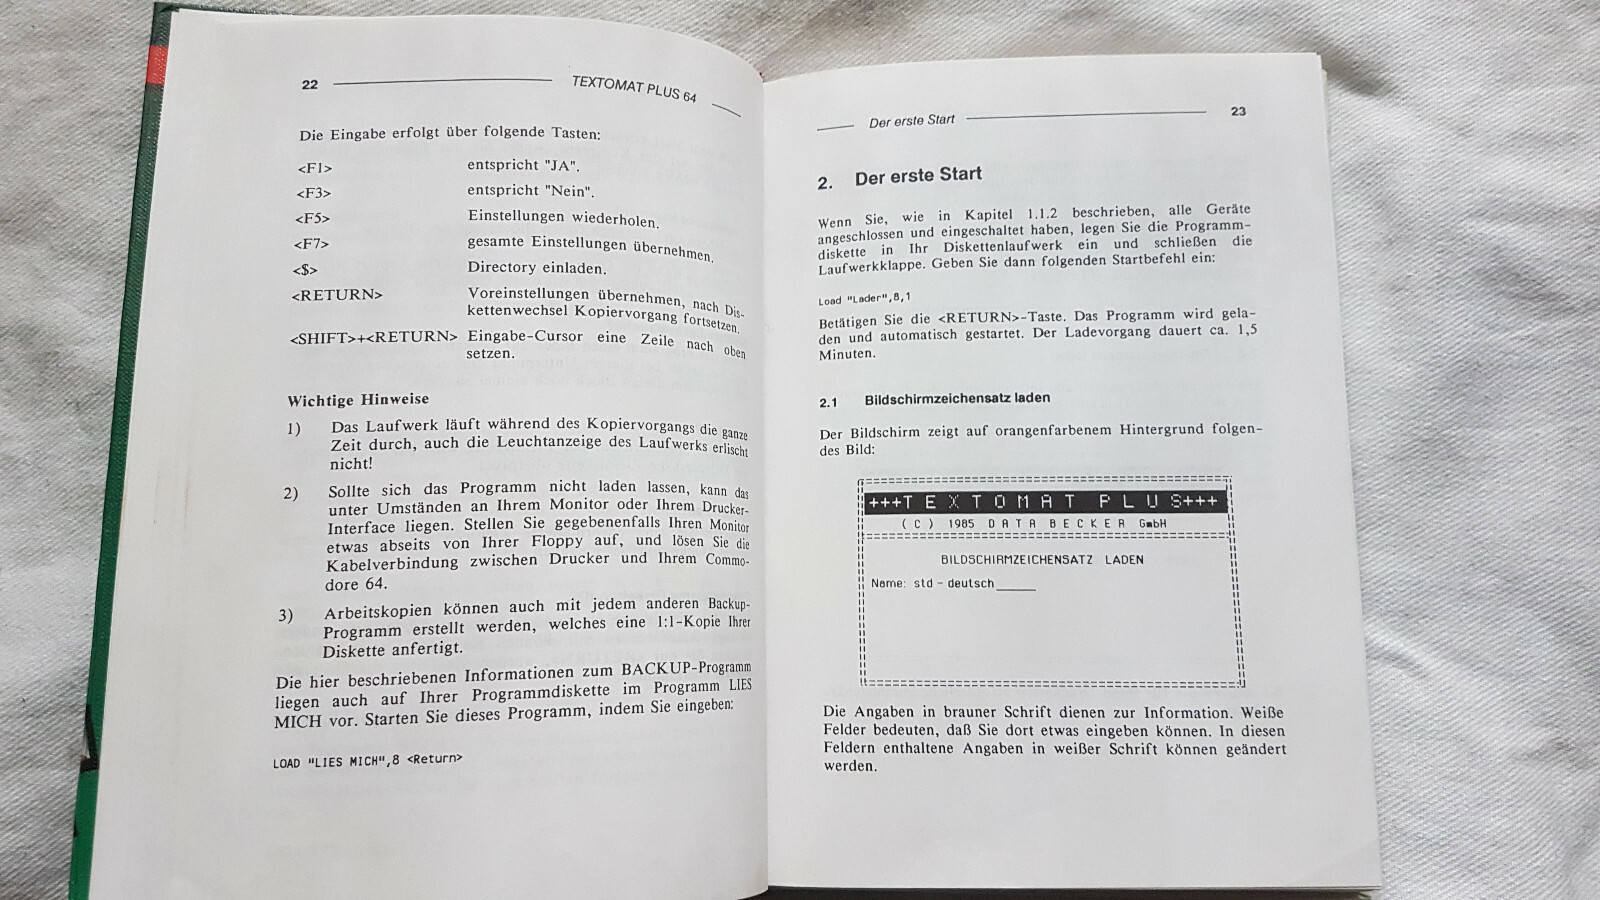 22 TEXTOMAT PLUS 64
Die Eingabe erfolgt über folgende Tasten:
<F1> entspricht "JA".
<F3> entspricht "Nein".
<F5> Einstellungen wiederholen.
<F7> gesamte Einstellungen übernehmen.
<$> Directory einladen.
<RETURN> Voreinstellungen übernehmen, nach Dis-
kettenwechsel Kopiervorgang fortsetzen.
<SHIFT>+<RETURN> Eingabe-Cursor eine Zeile nach oben
setzen.
Wichtige Hinweise
1) Das Laufwerk läuft während des Kopiervorgangs die ganze
Zeit durch, auch die Leuchtanzeige des Laufwerks erlischt
nicht!
2) Sollte sich das Programm nicht laden lassen, kann das
unter Umständen an Ihrem Monitor oder Ihrem Drucker-
Interface liegen. Stellen Sie gegebenenfalls Ihren Monitor
etwas abseits von Ihrer Floppy auf, und lösen Sie die
Kabelverbindung zwischen Drucker und Ihrem Commo-
dore 64.
3) Arbeitskopien können auch mit jedem anderen Backup-
Programm erstellt werden, welches eine 1:1-Kopie Ihrer
Diskette anfertigt.
Die hier beschriebenen Informationen zum BACKUP-Programm
liegen auch auf Ihrer Programmdiskette im Programm LIES
MICH vor. Starten Sie dieses Programm, indem Sie eingeben:
LOAD "LIES MICH",8 <Return>
Der erste Start 23
2. Der erste Start
Wenn Sie, wie in Kapitel 1.1.2 beschrieben, alle Geräte
angeschlossen und eingeschaltet haben, legen Sie die Programm-
diskette in Ihr Diskettenlaufwerk ein und schließen die
Laufwerkklappe. Geben Sie dann folgenden Startbefehl ein:
Load "Lader",8,1
Betätigen Sie die <RETURN>-Taste. Das Programm wird gela-
den und automatisch gestartet. Der Ladevorgang dauert ca. 1,5
Minuten.
2.1 Bildschirmzeichensatz laden
Der Bildschirm zeigt auf orangenfarbenem Hintergrund folgen-
des Bild:
+++T E X T O M A T P L U S+++
( C ) 1985 D A T A B E C K E R GmbH
BILDSCHIRMZEICHENSATZ LADEN
Name: std - deutsch_____
Die Angaben in brauner Schrift dienen zur Information. Weiße
Felder bedeuten, daß Sie dort etwas eingeben können. In diesen
Feldern enthaltene Angaben in weißer Schrift können geändert
werden.